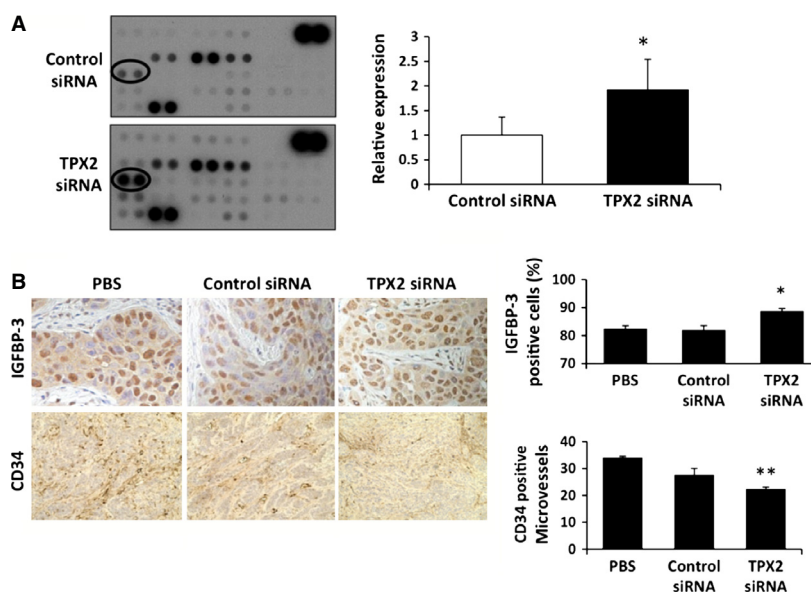 A
Control
siRNA
TPX2
siRNA
Relative expression
3
2.5
2
1.5
1
0.5
0
*
Control siRNA
TPX2 siRNA
B
PBS
Control siRNA
TPX2 siRNA
IGFBP-3
CD34
IGFBP-3
positive cells (%)
100
90
80
70
*
PBS
Control
siRNA
TPX2
siRNA
CD34 positive
Microvessels
40
30
20
10
0
**
PBS
Control
siRNA
TPX2
siRNA